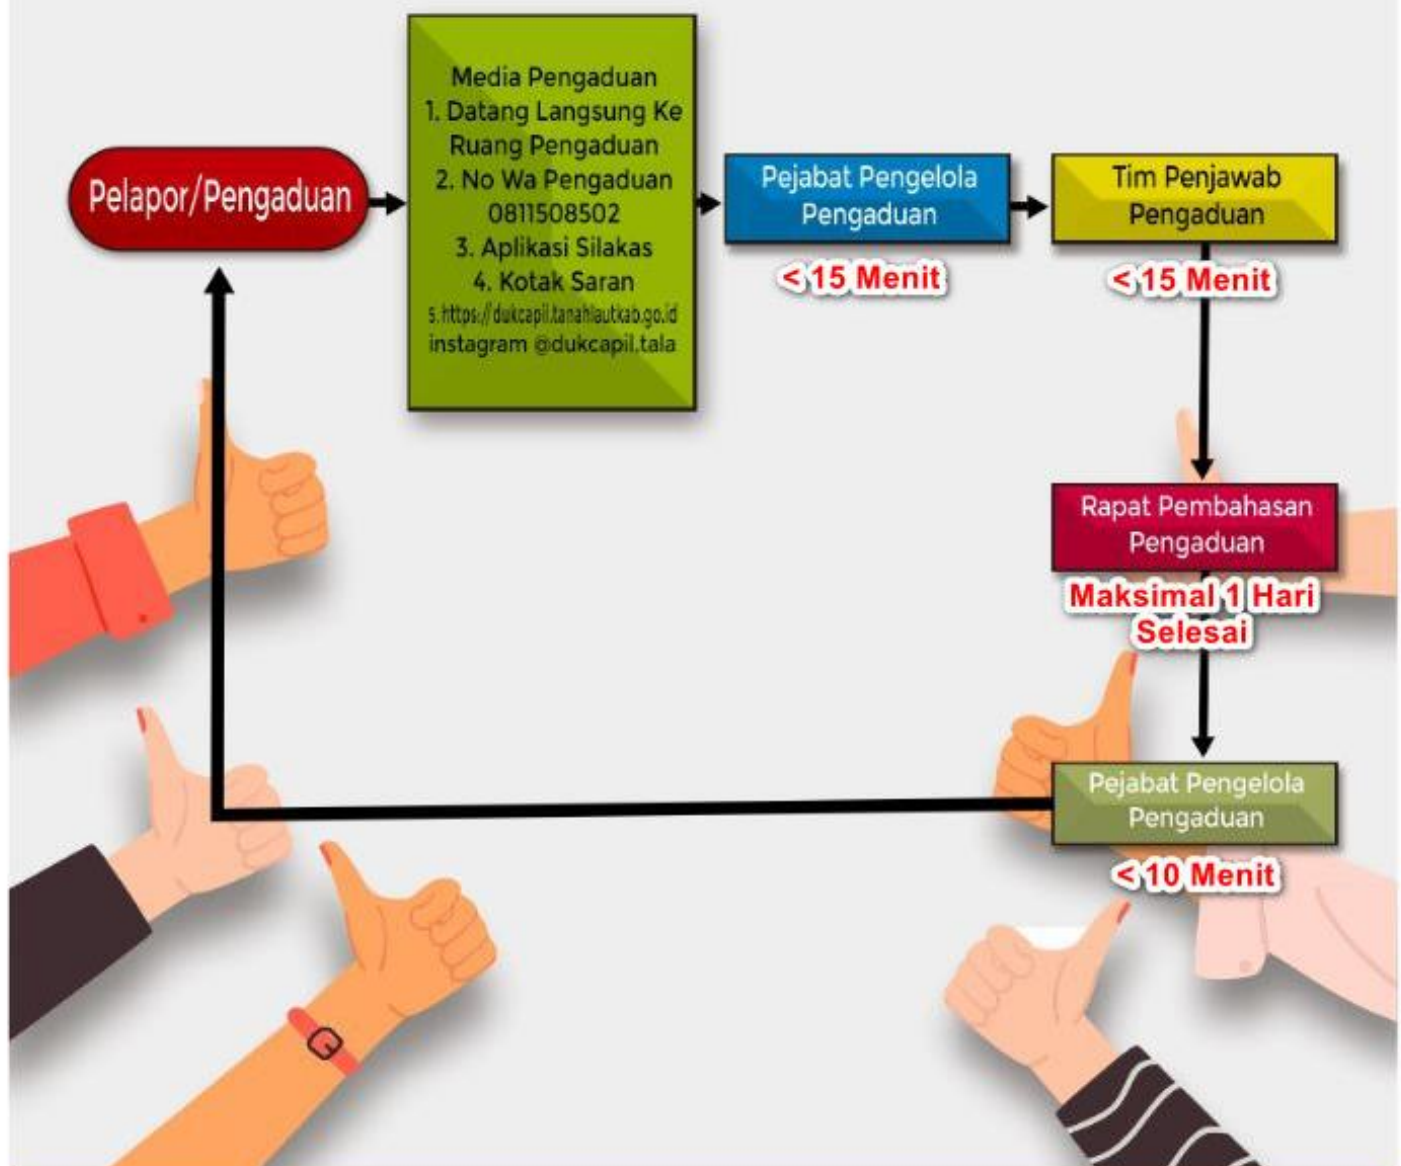 Pelapor/Pengaduan
Media Pengaduan
1. Datang Langsung Ke
Ruang Pengaduan
2. No Wa Pengaduan
0811508502
3. Aplikasi Silakas
4. Kotak Saran
5. https://dukcapil.tanahlautkab.go.id
instagram @dukcapil.tala
Pejabat Pengelola
Pengaduan
< 15 Menit
Tim Penjawab
Pengaduan
< 15 Menit
Rapat Pembahasan
Pengaduan
Maksimal 1 Hari
Selesai
Pejabat Pengelola
Pengaduan
< 10 Menit